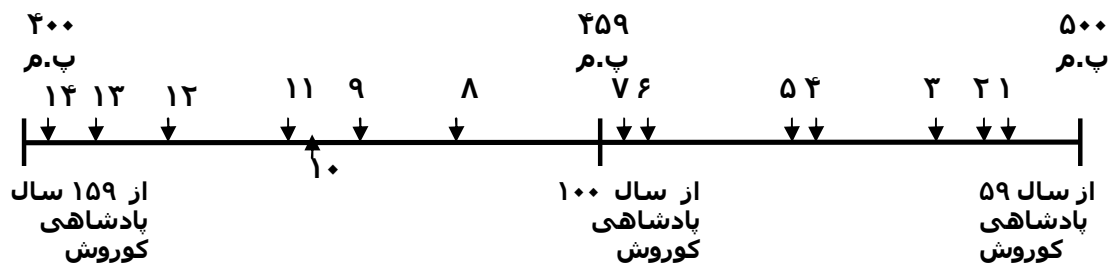 ۵۰۰
پ.م
۴۵۹
پ.م
۴۰۰
پ.م
۱ ۲ ۳ ۴ ۵ ۶ ۷ ۸ ۹ ۱۱ ۱۲ ۱۳ ۱۴
۱۰
از سال ۵۹
پادشاهی
کوروش
از سال ۱۰۰
پادشاهی
کوروش
از ۱۵۹ سال
پادشاهی
کوروش